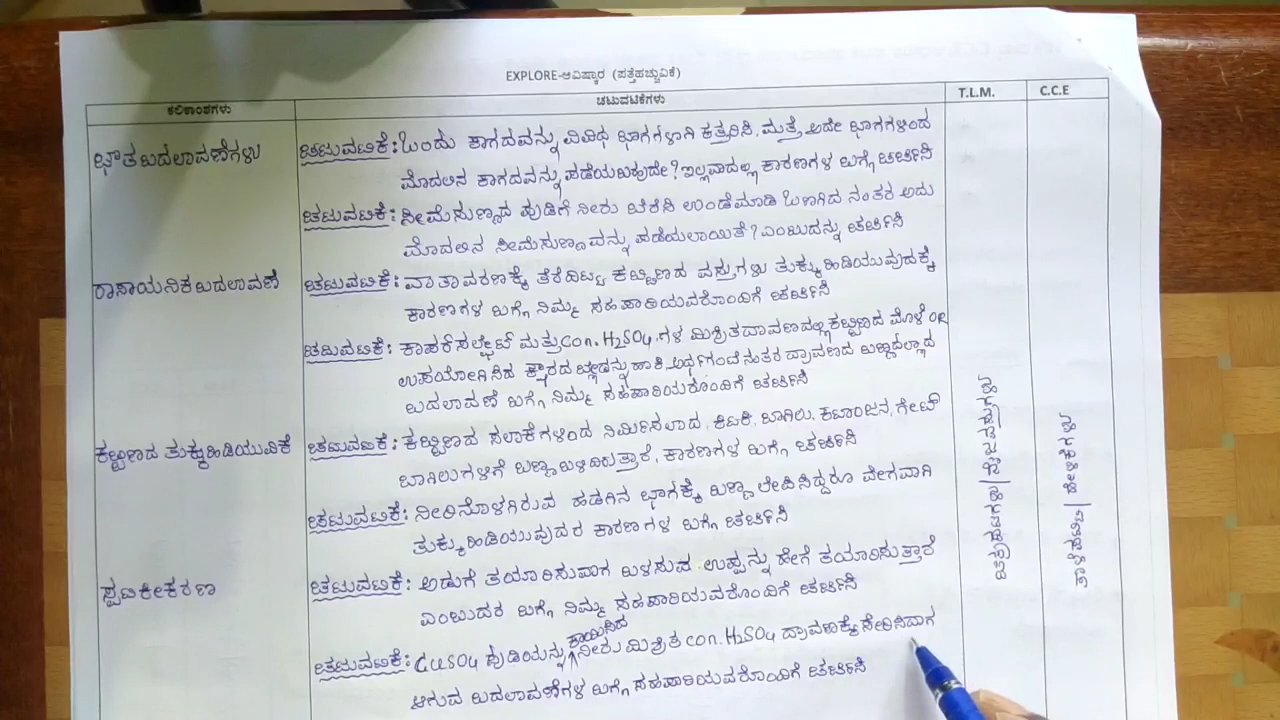 EXPLORE-ಆವಿಷ್ಕಾರ (ಪತ್ತೆಹಚ್ಚುವಿಕೆ)
ಕಲಿಕಾಂಶಗಳು
ಚಟುವಟಿಕೆಗಳು
T.L.M.
C.C.E
ಭೌತಬದಲಾವಣೆಗಳು
ಚಟುವಟಿಕೆ: ಒಂದು ಕಾಗದವನ್ನು ವಿವಿಧ ಭಾಗಗಳಾಗಿ ಕತ್ತರಿಸಿ, ಮತ್ತೆ ಅದೇ ಭಾಗಗಳಿಂದ
ಮೊದಲಿನ ಕಾಗದವನ್ನು ಪಡೆಯಬಹುದೇ? ಇಲ್ಲವಾದಲ್ಲಿ ಕಾರಣಗಳ ಬಗ್ಗೆ ಚರ್ಚಿಸಿ
ಚಟುವಟಿಕೆ: ಸೀಮೆಸುಣ್ಣದ ಪುಡಿಗೆ ನೀರು ಬೆರೆಸಿ ಉಂಡೆಮಾಡಿ ಒಣಗಿದ ನಂತರ ಅದು
ಮೊದಲಿನ ಸೀಮೆಸುಣ್ಣವನ್ನು ಪಡೆಯಲಾಯಿತೆ? ಎಂಬುದನ್ನು ಚರ್ಚಿಸಿ
ರಾಸಾಯನಿಕ ಬದಲಾವಣೆ
ಚಟುವಟಿಕೆ: ವಾತಾವರಣಕ್ಕೆ ತೆರೆದಿಟ್ಟ ಕಬ್ಬಿಣದ ವಸ್ತುಗಳು ತುಕ್ಕುಹಿಡಿಯುವುದಕ್ಕೆ
ಕಾರಣಗಳ ಬಗ್ಗೆ ನಿಮ್ಮ ಸಹಪಾಠಿಯವರೊಂದಿಗೆ ಚರ್ಚಿಸಿ
ಚಟುವಟಿಕೆ: ಕಾಪರ್ ಸಲ್ಫೇಟ್ ಮತ್ತು con. H₂SO₄ ಗಳ ಮಿಶ್ರಿತದ್ರಾವಣದಲ್ಲಿ ಕಬ್ಬಿಣದ ಮೊಳೆ OR
ಉಪಯೋಗಿಸಿದ ಕ್ಷೌರದ ಬ್ಲೇಡನ್ನು ಹಾಕಿ ಅರ್ಧಗಂಟೆ ನಂತರ ದ್ರಾವಣದ ಬಣ್ಣದಲ್ಲಾದ
ಬದಲಾವಣೆ ಬಗ್ಗೆ ನಿಮ್ಮ ಸಹಪಾಠಿಯರೊಂದಿಗೆ ಚರ್ಚಿಸಿ
ಕಬ್ಬಿಣದ ತುಕ್ಕುಹಿಡಿಯುವಿಕೆ
ಚಟುವಟಿಕೆ: ಕಬ್ಬಿಣದ ಸಲಾಕೆಗಳಿಂದ ನಿರ್ಮಿಸಲಾದ, ಕಿಟಕಿ, ಬಾಗಿಲು, ಕಟಾಂಜನ, ಗೇಟ್
ಬಾಗಿಲುಗಳಿಗೆ ಬಣ್ಣ ಬಳಿದಿರುತ್ತಾರೆ, ಕಾರಣಗಳ ಬಗ್ಗೆ ಚರ್ಚಿಸಿ
ಚಟುವಟಿಕೆ: ನೀರಿನೊಳಗಿರುವ ಹಡಗಿನ ಭಾಗಕ್ಕೆ ಬಣ್ಣ ಲೇಪಿಸಿದ್ದರೂ ವೇಗವಾಗಿ
ತುಕ್ಕುಹಿಡಿಯುವುದರ ಕಾರಣಗಳ ಬಗ್ಗೆ ಚರ್ಚಿಸಿ
ಸ್ಪಟಿಕೀಕರಣ
ಚಟುವಟಿಕೆ: ಅಡುಗೆ ತಯಾರಿಸುವಾಗ ಬಳಸುವ ಉಪ್ಪನ್ನು ಹೇಗೆ ತಯಾರಿಸುತ್ತಾರೆ
ಎಂಬುದರ ಬಗ್ಗೆ ನಿಮ್ಮ ಸಹಪಾಠಿಯವರೊಂದಿಗೆ ಚರ್ಚಿಸಿ
ಚಟುವಟಿಕೆ: CuSO₄ ಪುಡಿಯನ್ನು ಕಾಯಿಸಿದ ನೀರು ಮಿಶ್ರಿತ con. H₂SO₄ ದ್ರಾವಣಕ್ಕೆ ಸೇರಿಸಿದಾಗ
ಆಗುವ ಬದಲಾವಣೆಗಳ ಬಗ್ಗೆ ಸಹಪಾಠಿಯವರೊಂದಿಗೆ ಚರ್ಚಿಸಿ